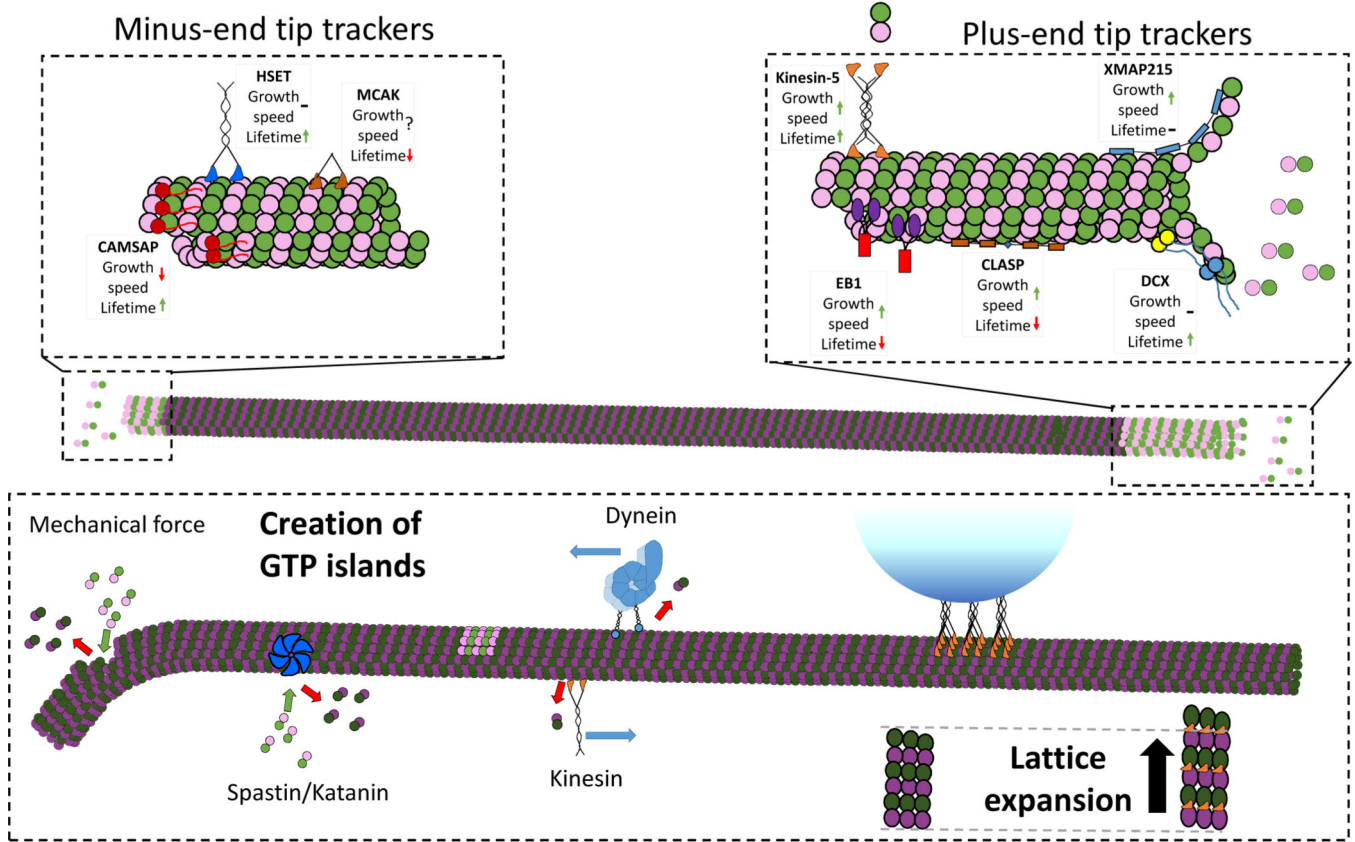 Minus-end tip trackers
Plus-end tip trackers
HSET
Growth -
speed
Lifetime ↑
MCAK
Growth ?
speed
Lifetime ↓
CAMSAP
Growth ↓
speed
Lifetime ↑
Kinesin-5
Growth ↑
speed
Lifetime ↑
XMAP215
Growth ↑
speed
Lifetime -
EB1
Growth ↑
speed
Lifetime ↓
CLASP
Growth ↑
speed
Lifetime ↓
DCX
Growth -
speed
Lifetime ↑
Mechanical force
Creation of
GTP islands
Dynein
Spastin/Katanin
Kinesin
Lattice
expansion